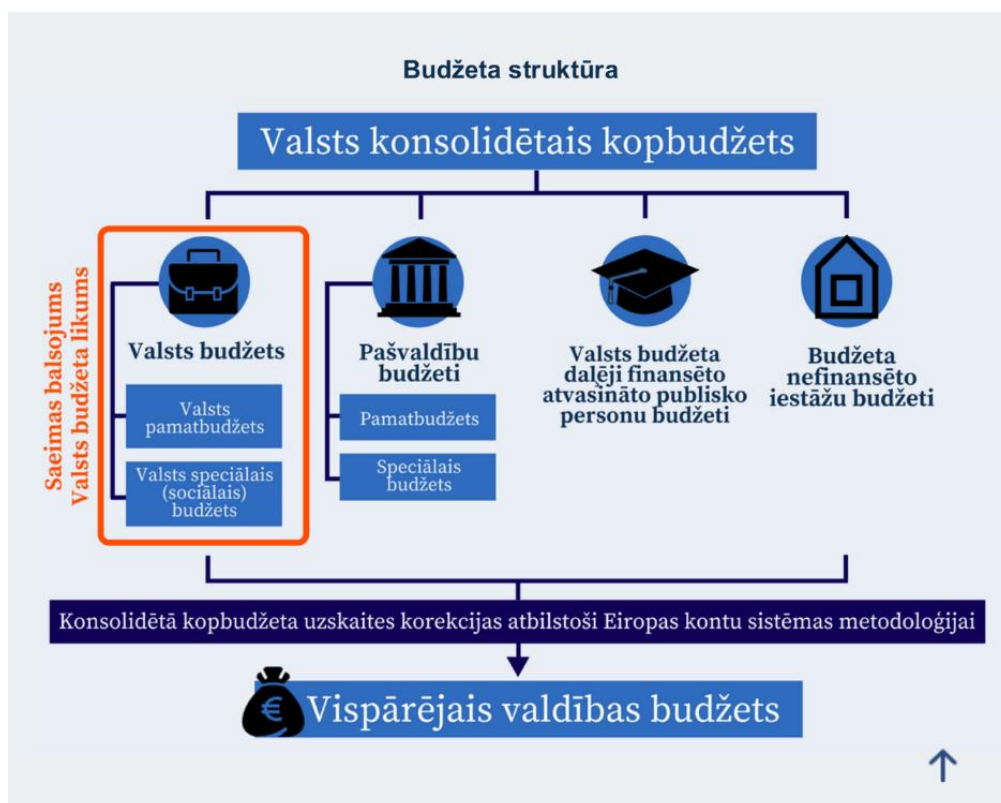 Budžeta struktūra
Valsts konsolidētais kopbudžets
Saeimas balsojums
Valsts budžeta likums
Valsts budžets
Valsts
pamatbudžets
Valsts speciālais
(sociālais)
budžets
Pašvaldību
budžeti
Pamatbudžets
Speciālais
budžets
Valsts budžeta
daļēji finansēto
atvasināto publisko
personu budžeti
Budžeta
nefinansēto
iestāžu budžeti
Konsolidētā kopbudžeta uzskaites korekcijas atbilstoši Eiropas kontu sistēmas metodoloģijai
€
Vispārējais valdības budžets